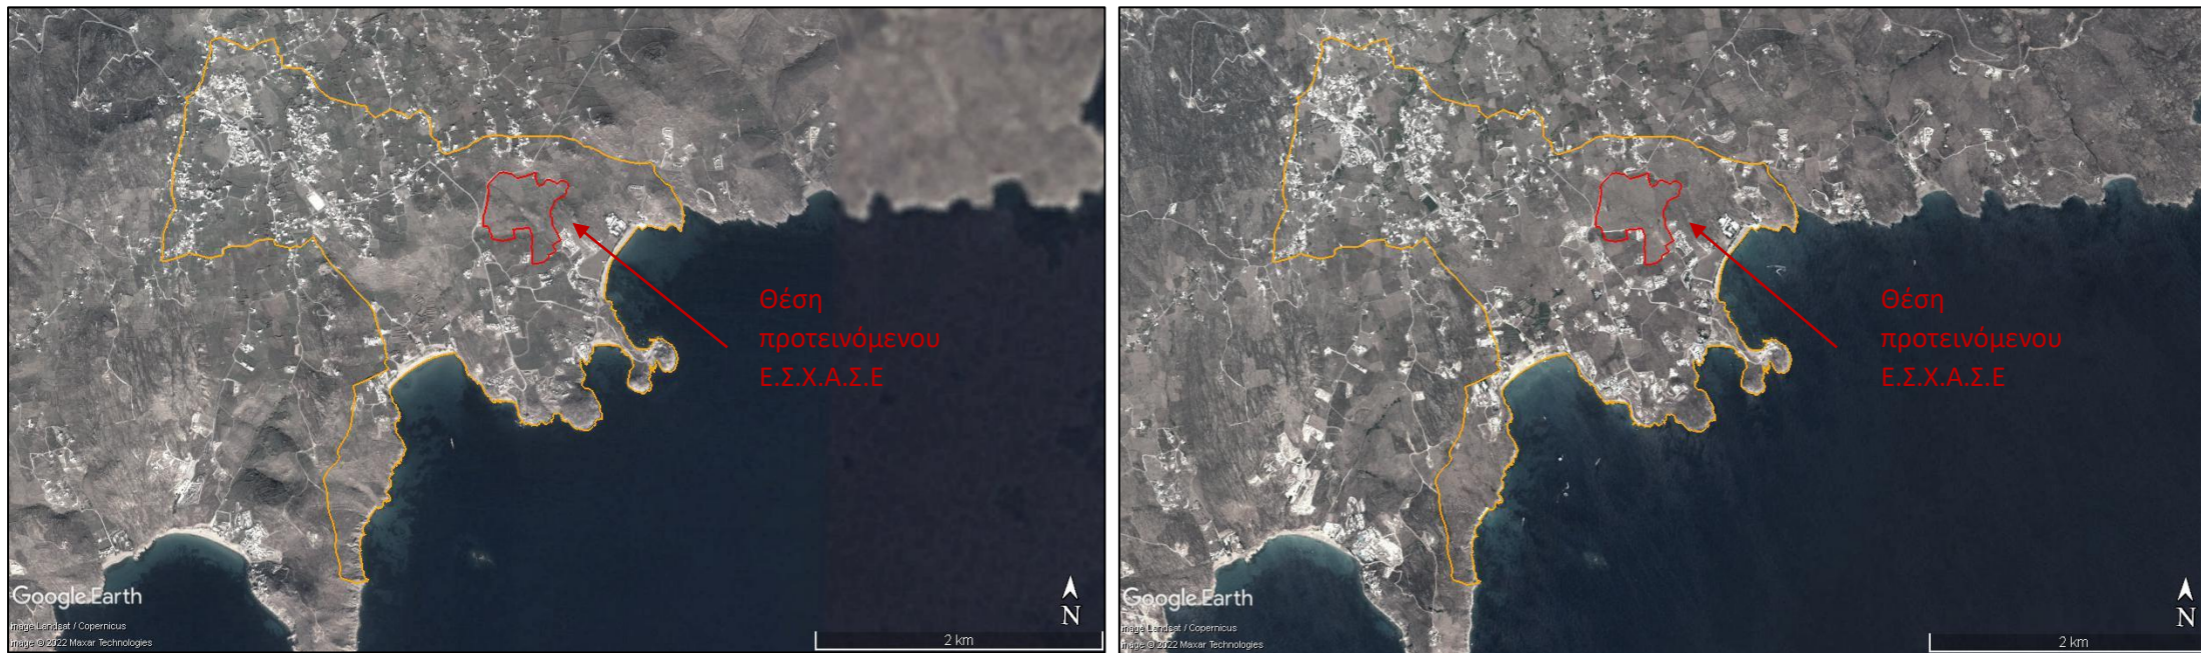 Θέση
προτεινόμενου
Ε.Σ.Χ.Α.Σ.Ε
Google Earth
Image Landsat / Copernicus
Image © 2022 Maxar Technologies
N
2 km
Θέση
προτεινόμενου
Ε.Σ.Χ.Α.Σ.Ε
Google Earth
Image Landsat / Copernicus
Image © 2022 Maxar Technologies
N
2 km